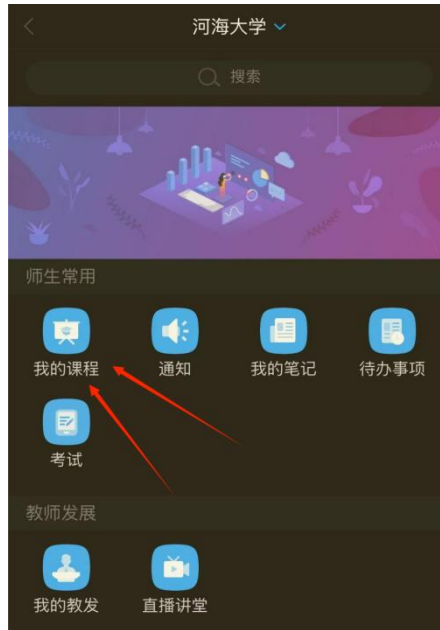 河海大学
搜索
师生常用
我的课程 通知 我的笔记 待办事项
考试
教师发展
我的教发 直播讲堂